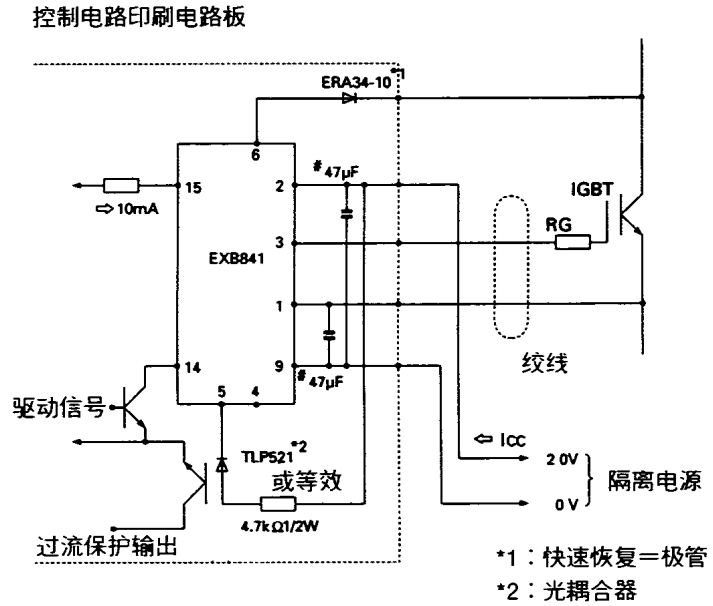 控制电路印刷电路板
ERA34-10*1
6
# 47μF
15
2
⇨10mA
IGBT
RG
3
EXB841
1
绞线
14
9
# 47μF
5
4
驱动信号
⇦ Icc
TLP521*2
20V
或等效
隔离电源
0V
4.7kΩ1/2W
过流保护输出
*1：快速恢复=极管
*2：光耦合器